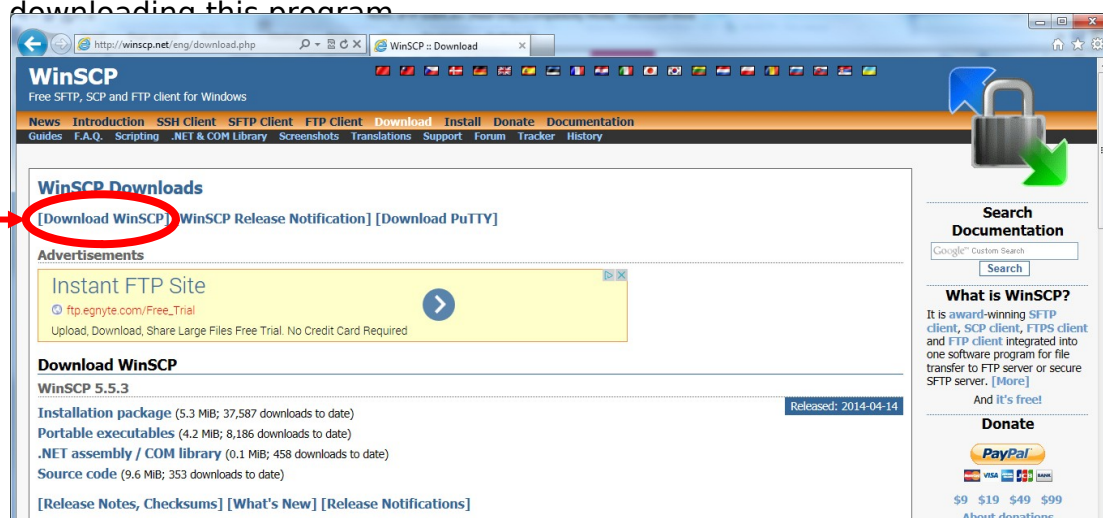 downloading this program
http://winscp.net/eng/download.php
WinSCP :: Download
WinSCP
Free SFTP, SCP and FTP client for Windows
News Introduction SSH Client SFTP Client FTP Client Download Install Donate Documentation
Guides F.A.Q. Scripting .NET & COM Library Screenshots Translations Support Forum Tracker History
WinSCP Downloads
[Download WinSCP] WinSCP Release Notification] [Download PuTTY]
Advertisements
Instant FTP Site
ftp.egnyte.com/Free_Trial
Upload, Download, Share Large Files Free Trial. No Credit Card Required
Download WinSCP
WinSCP 5.5.3
Released: 2014-04-14
Installation package (5.3 MiB; 37,587 downloads to date)
Portable executables (4.2 MiB; 8,186 downloads to date)
.NET assembly / COM library (0.1 MiB; 458 downloads to date)
Source code (9.6 MiB; 353 downloads to date)
[Release Notes, Checksums] [What's New] [Release Notifications]
Search
Documentation
Google™ Custom Search
Search
What is WinSCP?
It is award-winning SFTP
client, SCP client, FTPS client
and FTP client integrated into
one software program for file
transfer to FTP server or secure
SFTP server. [More]
And it's free!
Donate
PayPal
VISA JCB BANK
$9 $19 $49 $99
About donations